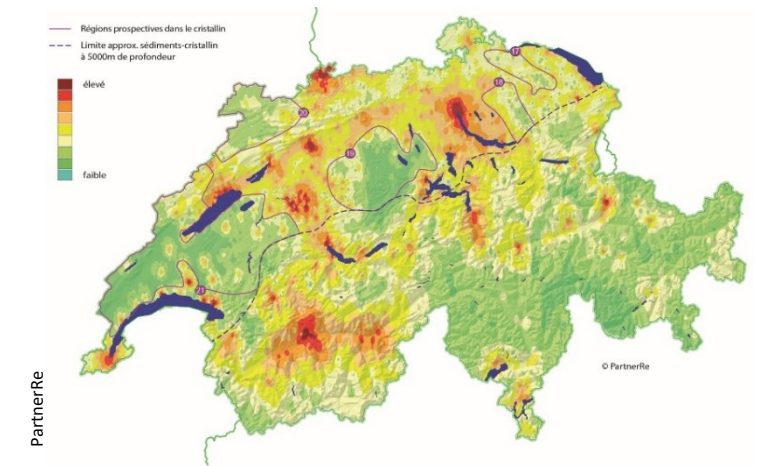 Régions prospectives dans le cristallin
Limite approx. sédiments-cristallin
à 5000m de profondeur
élevé
faible
17
18
20
19
21
© PartnerRe
PartnerRe